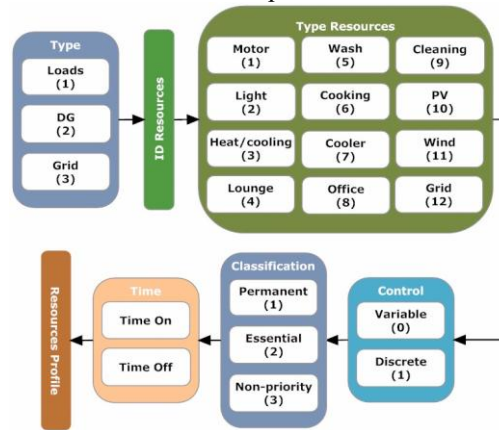 Type
Loads
(1)
DG
(2)
Grid
(3)
ID Resources
Type Resources
Motor
(1)
Wash
(5)
Cleaning
(9)
Light
(2)
Cooking
(6)
PV
(10)
Heat/cooling
(3)
Cooler
(7)
Wind
(11)
Lounge
(4)
Office
(8)
Grid
(12)
Control
Variable
(0)
Discrete
(1)
Classification
Permanent
(1)
Essential
(2)
Non-priority
(3)
Time
Time On
Time Off
Resources Profile